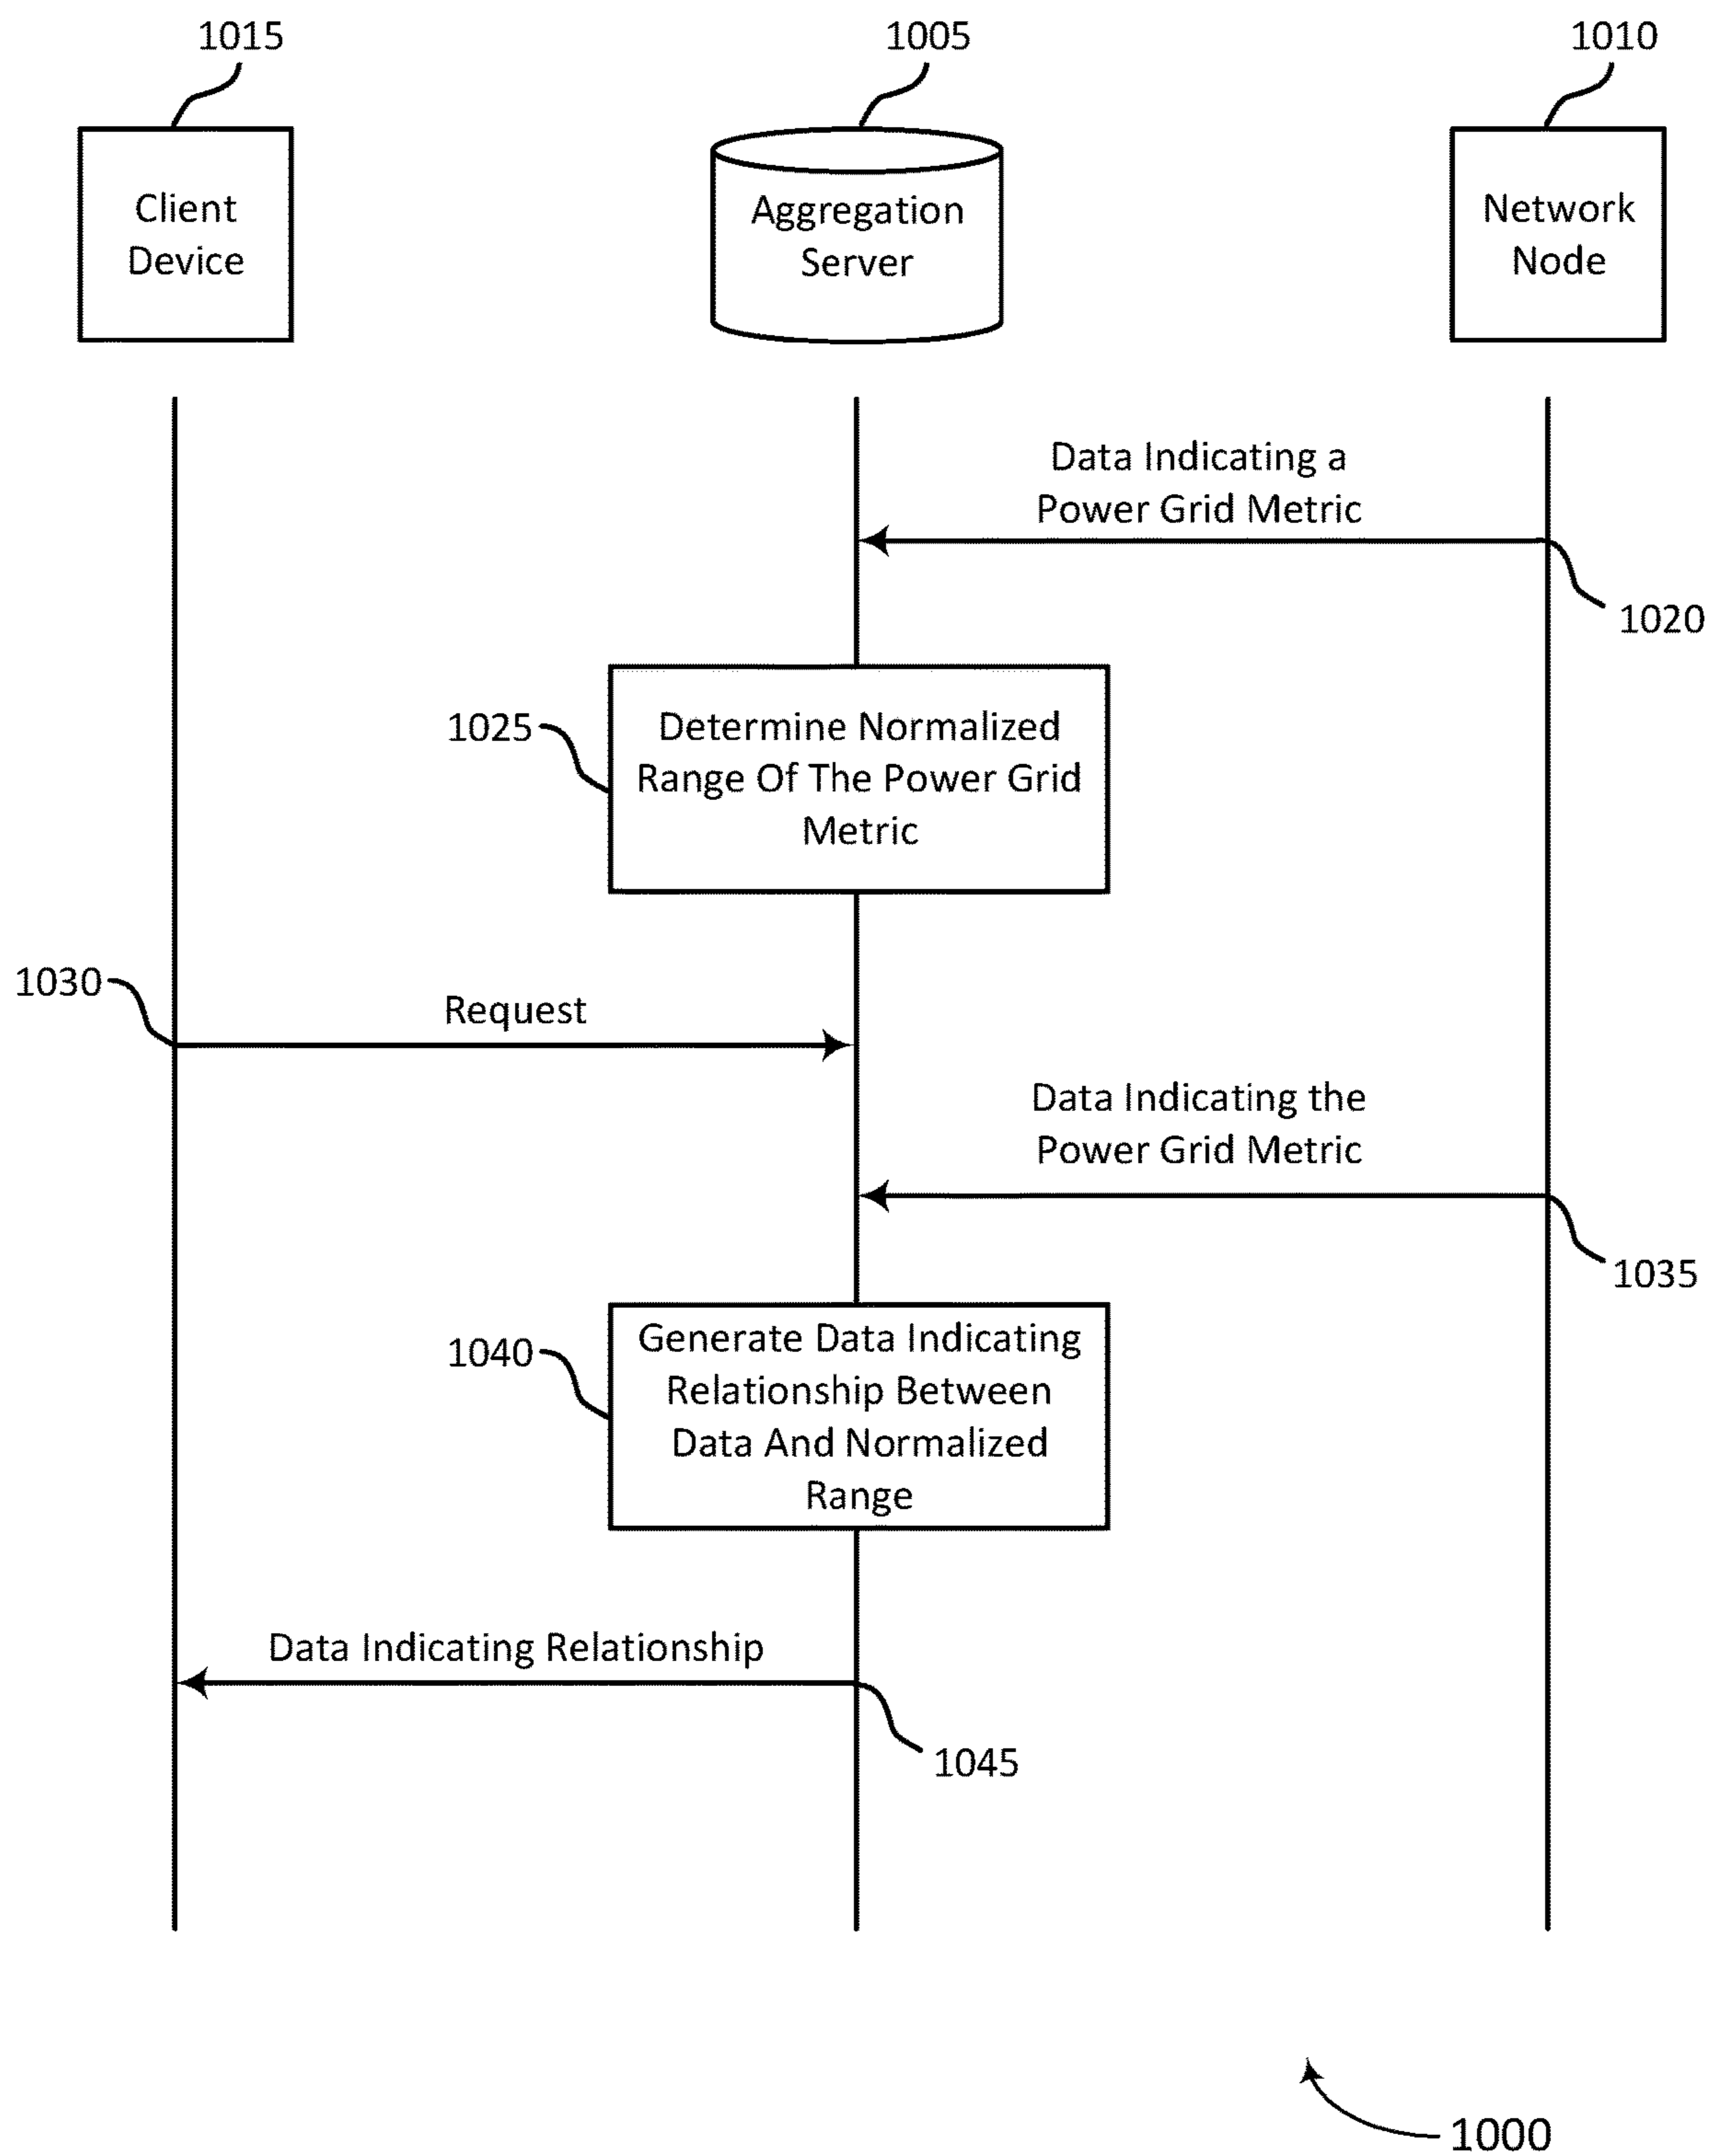 1015
1005
1010
Client
Device
Aggregation
Server
Network
Node
Data Indicating a
Power Grid Metric
1020
1025
Determine Normalized
Range Of The Power Grid
Metric
1030
Request
Data Indicating the
Power Grid Metric
1035
1040
Generate Data Indicating
Relationship Between
Data And Normalized
Range
Data Indicating Relationship
1045
1000